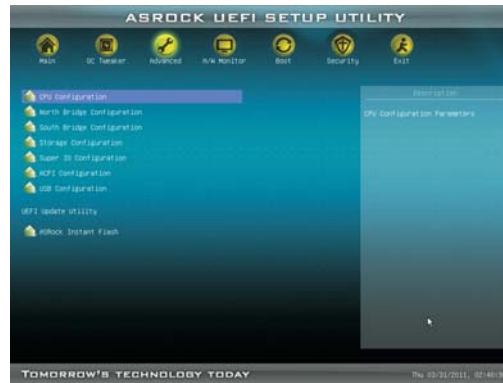 ASROCK UEFI SETUP UTILITY
Main OC Tweaker Advanced H/W Monitor Boot Security Exit
CPU Configuration
North Bridge Configuration
South Bridge Configuration
Storage Configuration
Super IO Configuration
ACPI Configuration
USB Configuration
UEFI Update Utility
ASRock Instant Flash
Description
CPU Configuration Parameters
TOMORROW'S TECHNOLOGY TODAY
Thu 03/31/2011,